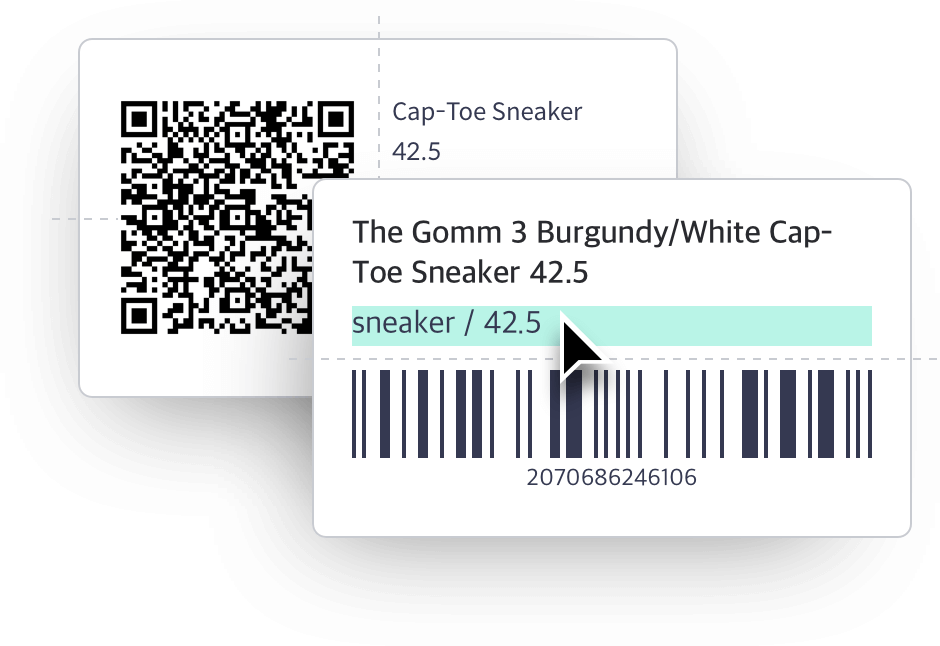 Cap-Toe Sneaker
42.5
The Gomm 3 Burgundy/White Cap-
Toe Sneaker 42.5
sneaker / 42.5
2070686246106